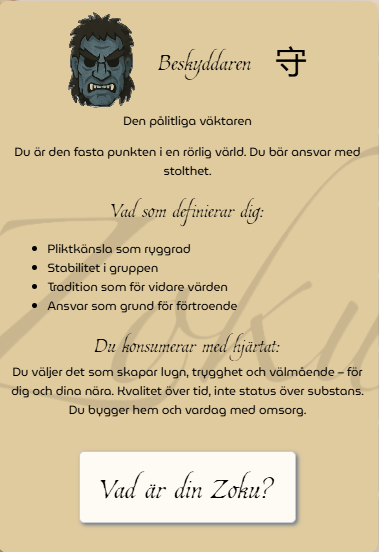 Beskyddaren 守
Den pålitliga väktaren
Du är den fasta punkten i en rörlig värld. Du bär ansvar med
stolthet.
Vad som definierar dig:
Pliktkänsla som ryggrad
Stabilitet i gruppen
Tradition som för vidare värden
Ansvar som grund för förtroende
Du konsumerar med hjärtat:
Du väljer det som skapar lugn, trygghet och välmående – för
dig och dina nära. Kvalitet över tid, inte status över substans.
Du bygger hem och vardag med omsorg.
Vad är din Zoku?
Zoku